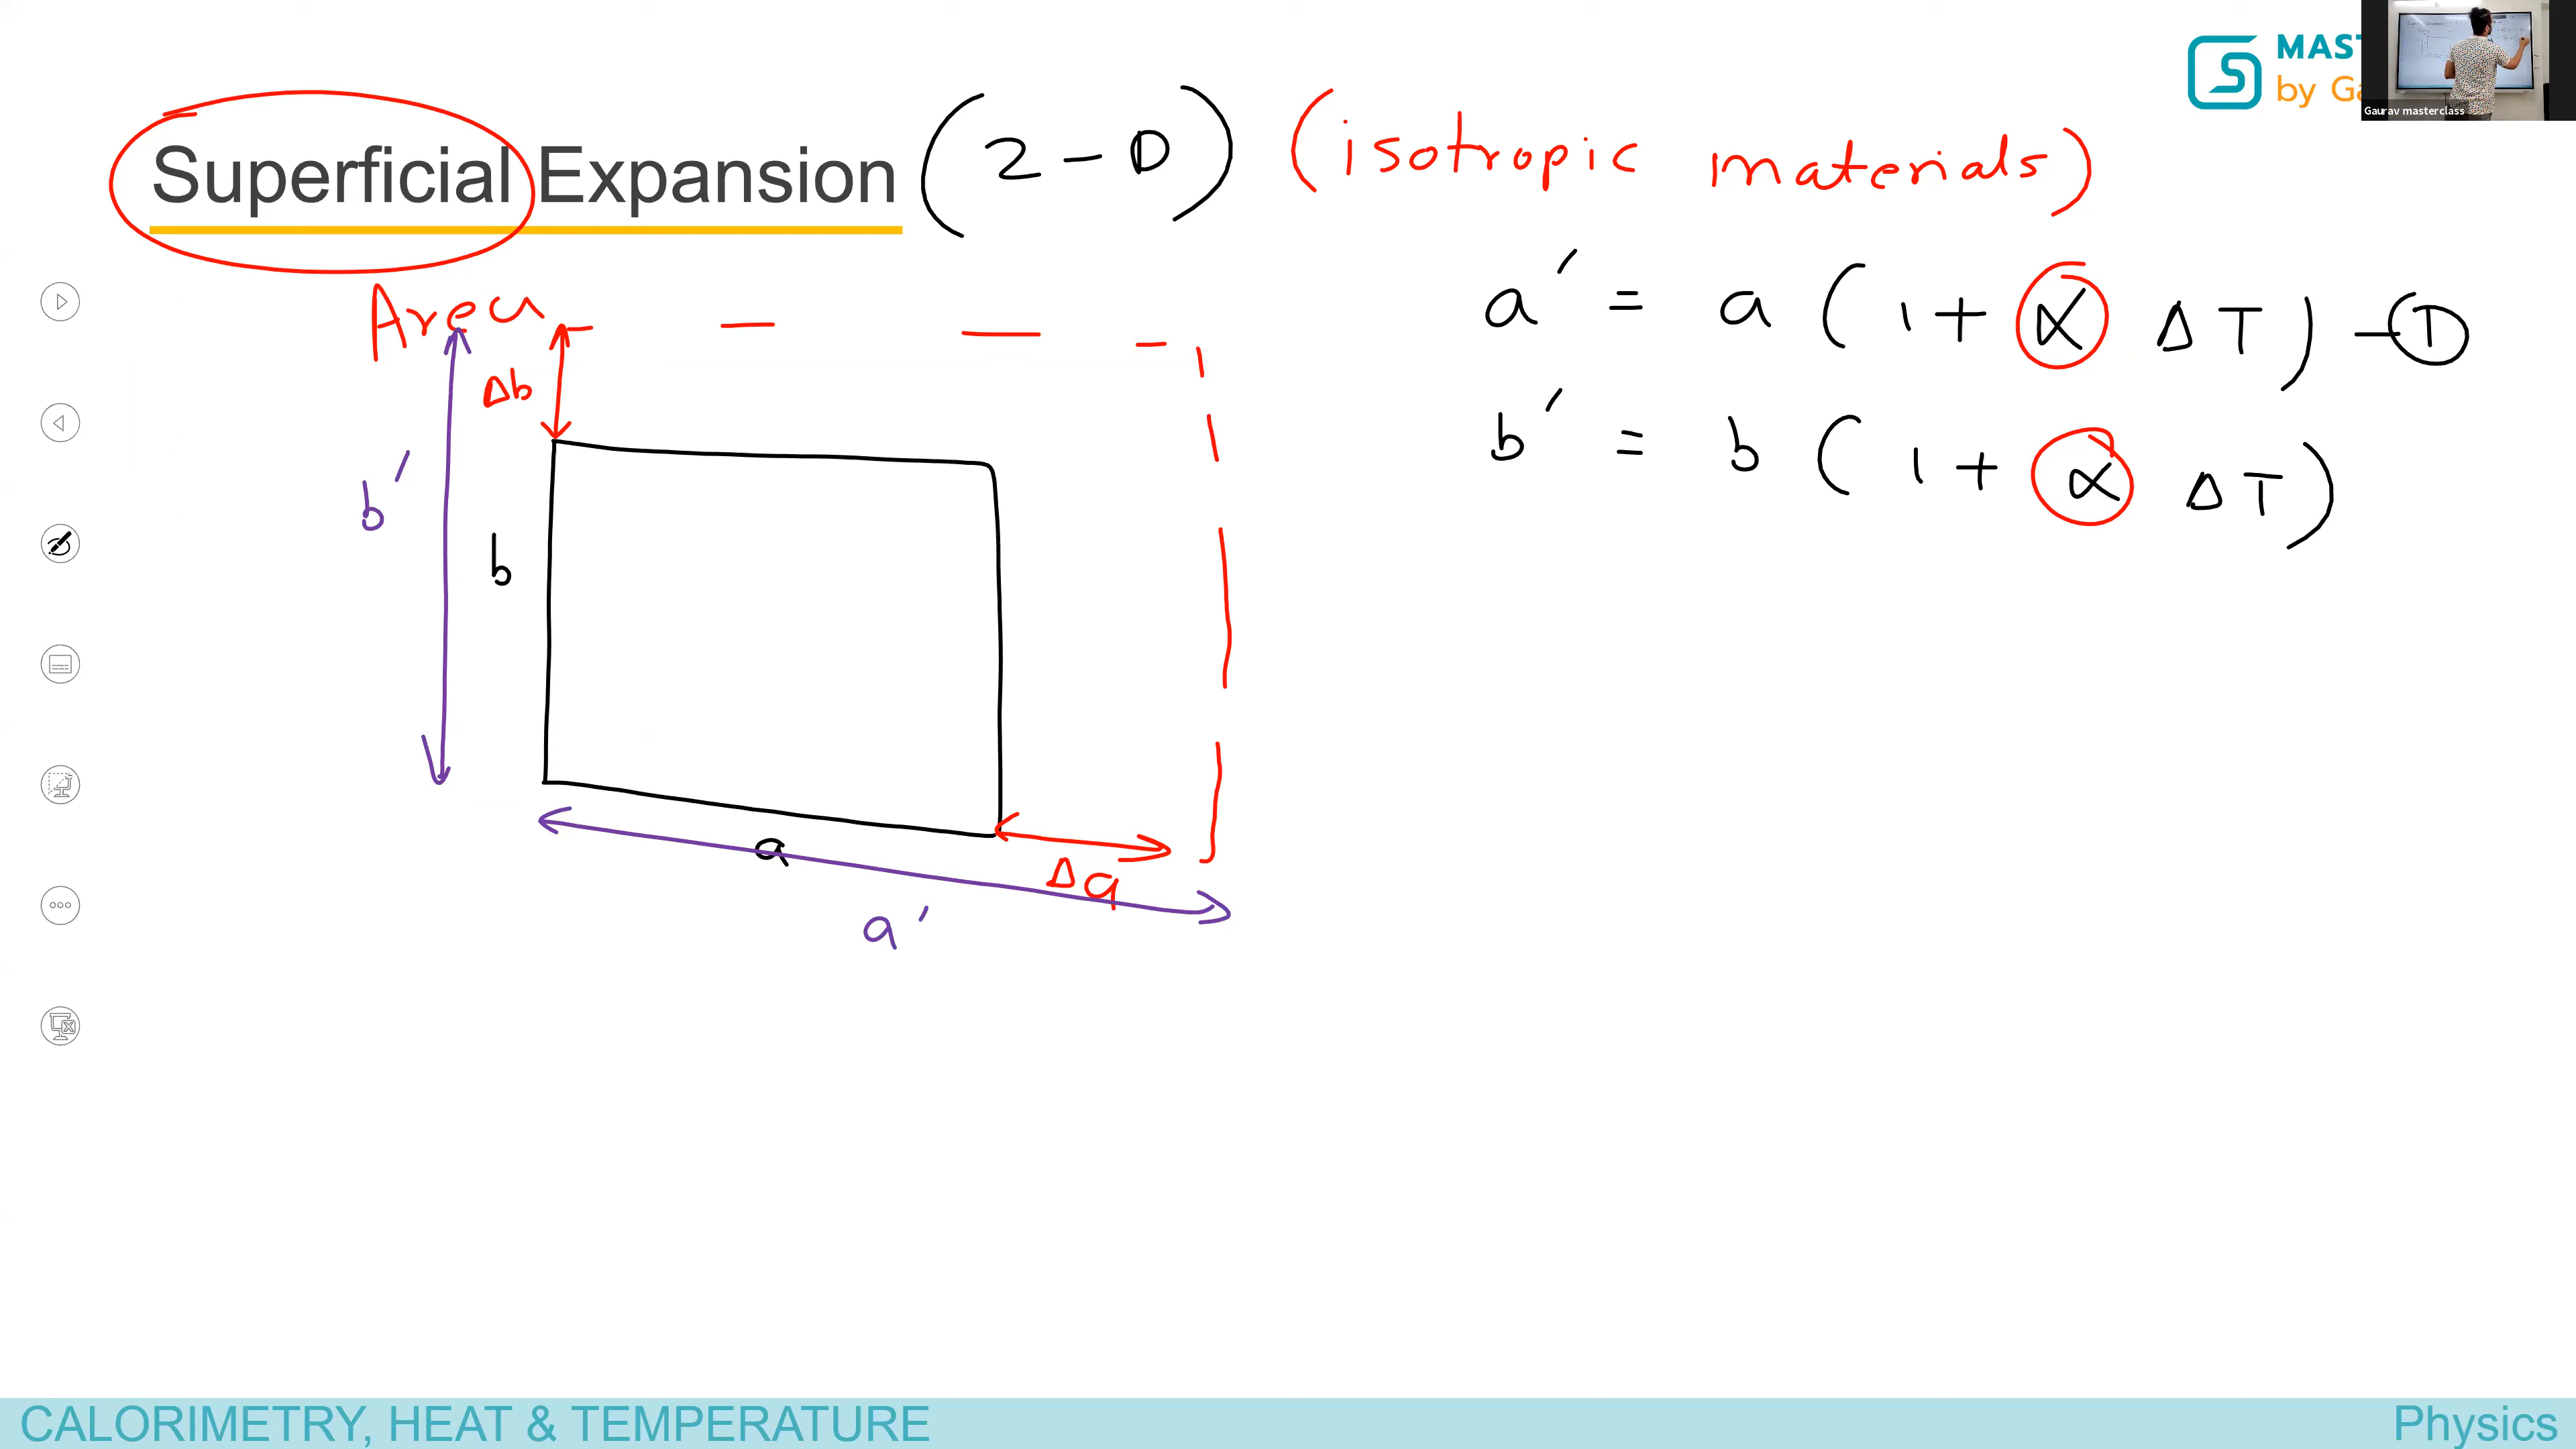 MAST
by Ga
Gaurav masterclass
Superficial Expansion (2-D) (isotropic materials)
Area
a' = a (1 + α ΔT) -①
b' = b (1 + α ΔT)
Δb
b'
b
a
Δa
a'
CALORIMETRY, HEAT & TEMPERATURE
Physics